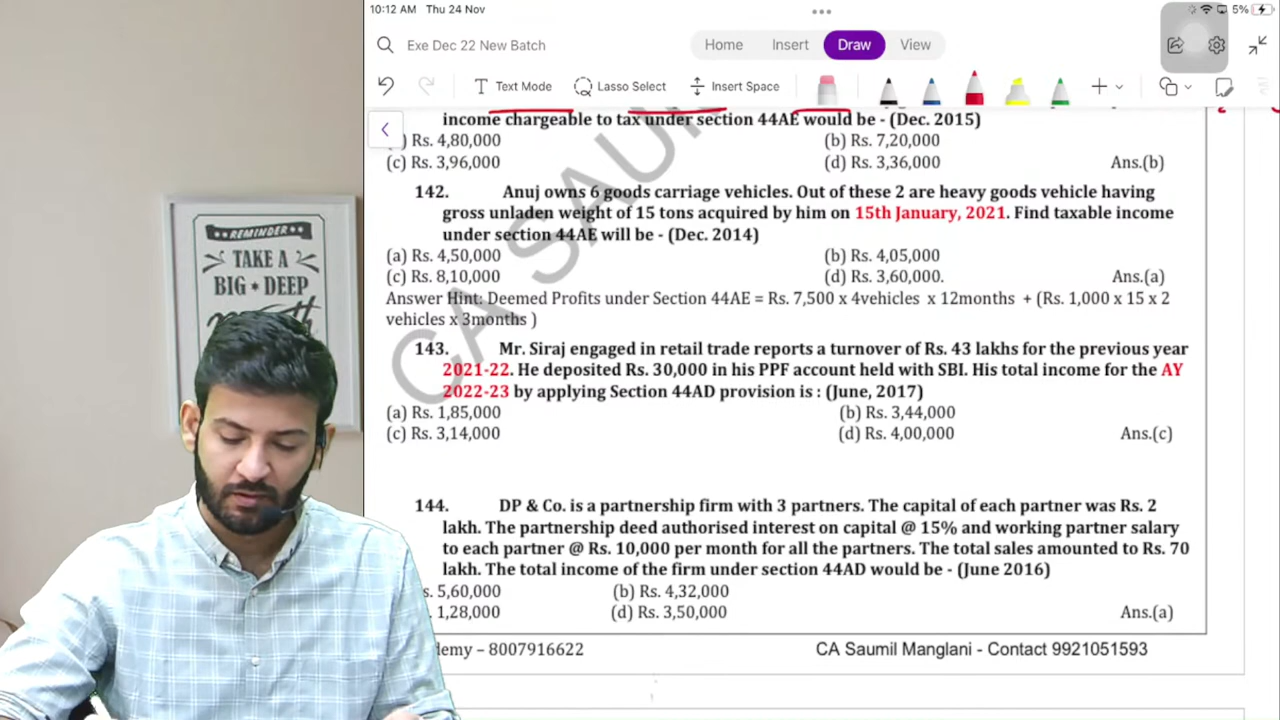 10:12 AM Thu 24 Nov
5%
Exe Dec 22 New Batch
Home Insert Draw View
Text Mode Lasso Select Insert Space
income chargeable to tax under section 44AE would be - (Dec. 2015)
) Rs. 4,80,000 (b) Rs. 7,20,000
(c) Rs. 3,96,000 (d) Rs. 3,36,000 Ans.(b)
142. Anuj owns 6 goods carriage vehicles. Out of these 2 are heavy goods vehicle having
gross unladen weight of 15 tons acquired by him on 15th January, 2021. Find taxable income
under section 44AE will be - (Dec. 2014)
(a) Rs. 4,50,000 (b) Rs. 4,05,000
(c) Rs. 8,10,000 (d) Rs. 3,60,000. Ans.(a)
Answer Hint: Deemed Profits under Section 44AE = Rs. 7,500 x 4vehicles x 12months + (Rs. 1,000 x 15 x 2
vehicles x 3months )
143. Mr. Siraj engaged in retail trade reports a turnover of Rs. 43 lakhs for the previous year
2021-22. He deposited Rs. 30,000 in his PPF account held with SBI. His total income for the AY
2022-23 by applying Section 44AD provision is : (June, 2017)
(a) Rs. 1,85,000 (b) Rs. 3,44,000
(c) Rs. 3,14,000 (d) Rs. 4,00,000 Ans.(c)
144. DP & Co. is a partnership firm with 3 partners. The capital of each partner was Rs. 2
lakh. The partnership deed authorised interest on capital @ 15% and working partner salary
to each partner @ Rs. 10,000 per month for all the partners. The total sales amounted to Rs. 70
lakh. The total income of the firm under section 44AD would be - (June 2016)
s. 5,60,000 (b) Rs. 4,32,000
. 1,28,000 (d) Rs. 3,50,000 Ans.(a)
demy – 8007916622 CA Saumil Manglani - Contact 9921051593
CA SAU
REMINDER
TAKE A
BIG DEEP